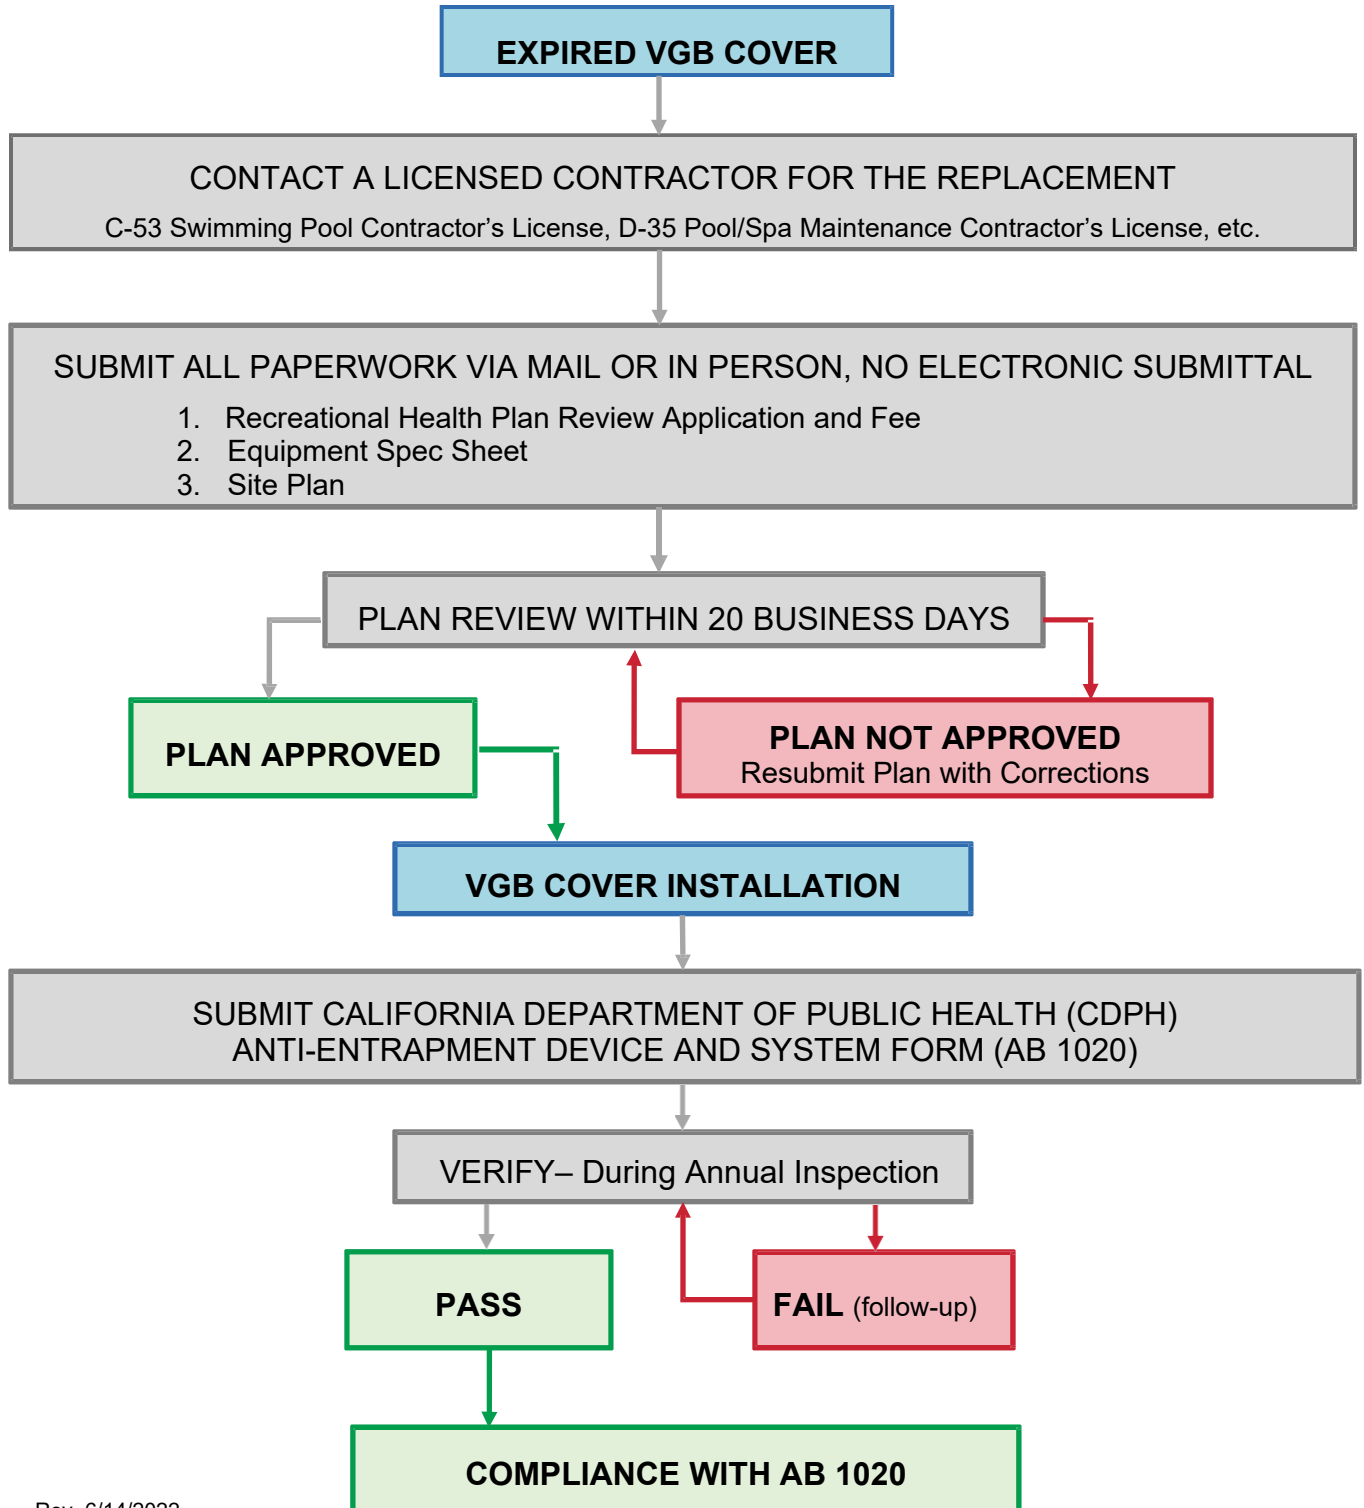 EXPIRED VGB COVER
CONTACT A LICENSED CONTRACTOR FOR THE REPLACEMENT
C-53 Swimming Pool Contractor’s License, D-35 Pool/Spa Maintenance Contractor’s License, etc.
SUBMIT ALL PAPERWORK VIA MAIL OR IN PERSON, NO ELECTRONIC SUBMITTAL
1. Recreational Health Plan Review Application and Fee
2. Equipment Spec Sheet
3. Site Plan
PLAN REVIEW WITHIN 20 BUSINESS DAYS
PLAN APPROVED
PLAN NOT APPROVED
Resubmit Plan with Corrections
VGB COVER INSTALLATION
SUBMIT CALIFORNIA DEPARTMENT OF PUBLIC HEALTH (CDPH)
ANTI-ENTRAPMENT DEVICE AND SYSTEM FORM (AB 1020)
VERIFY– During Annual Inspection
PASS
FAIL (follow-up)
COMPLIANCE WITH AB 1020
Rev. 6/14/2022